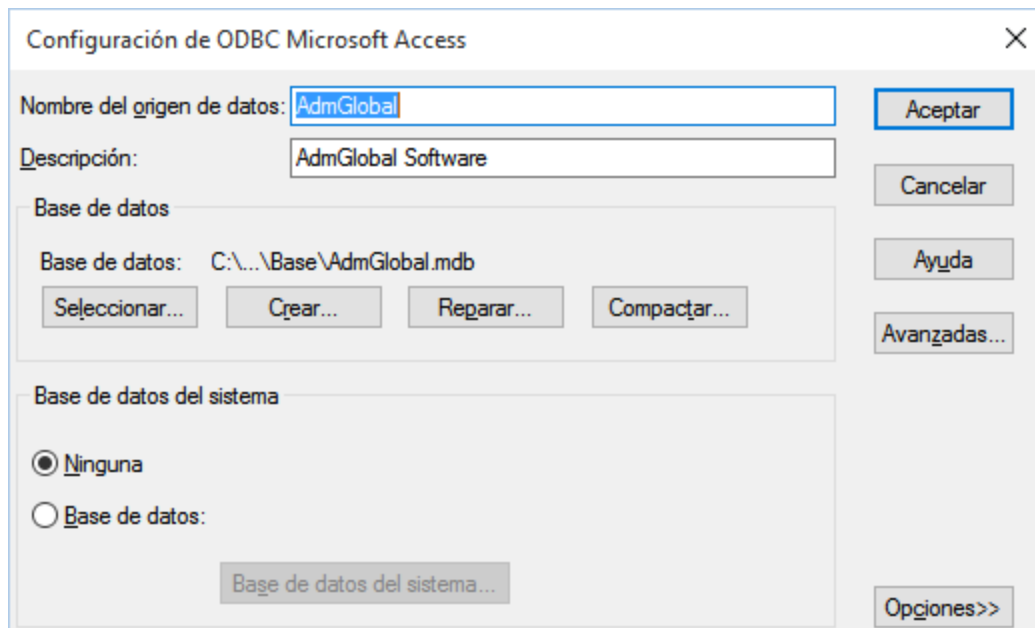 Configuración de ODBC Microsoft Access
Nombre del origen de datos: AdmGlobal
Aceptar
Descripción: AdmGlobal Software
Cancelar
Base de datos
Base de datos: C:\...\Base\AdmGlobal.mdb
Ayuda
Seleccionar... Crear... Reparar... Compactar...
Avanzadas...
Base de datos del sistema
Ninguna
Base de datos:
Base de datos del sistema...
Opciones>>